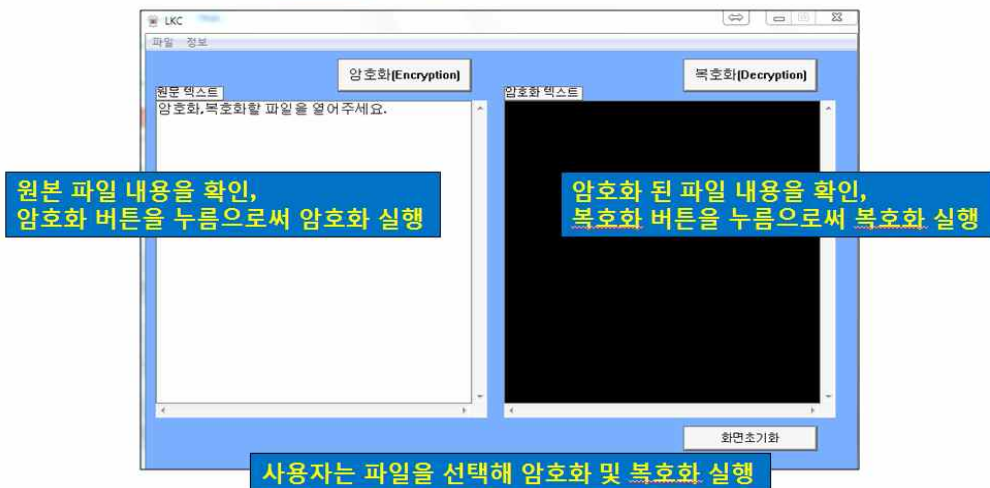 LKC
파일 정보
암호화(Encryption)
복호화(Decryption)
원문 텍스트
암호화 텍스트
암호화,복호화할 파일을 열어주세요.
원본 파일 내용을 확인,
암호화 버튼을 누름으로써 암호화 실행
암호화 된 파일 내용을 확인,
복호화 버튼을 누름으로써 복호화 실행
화면초기화
사용자는 파일을 선택해 암호화 및 복호화 실행